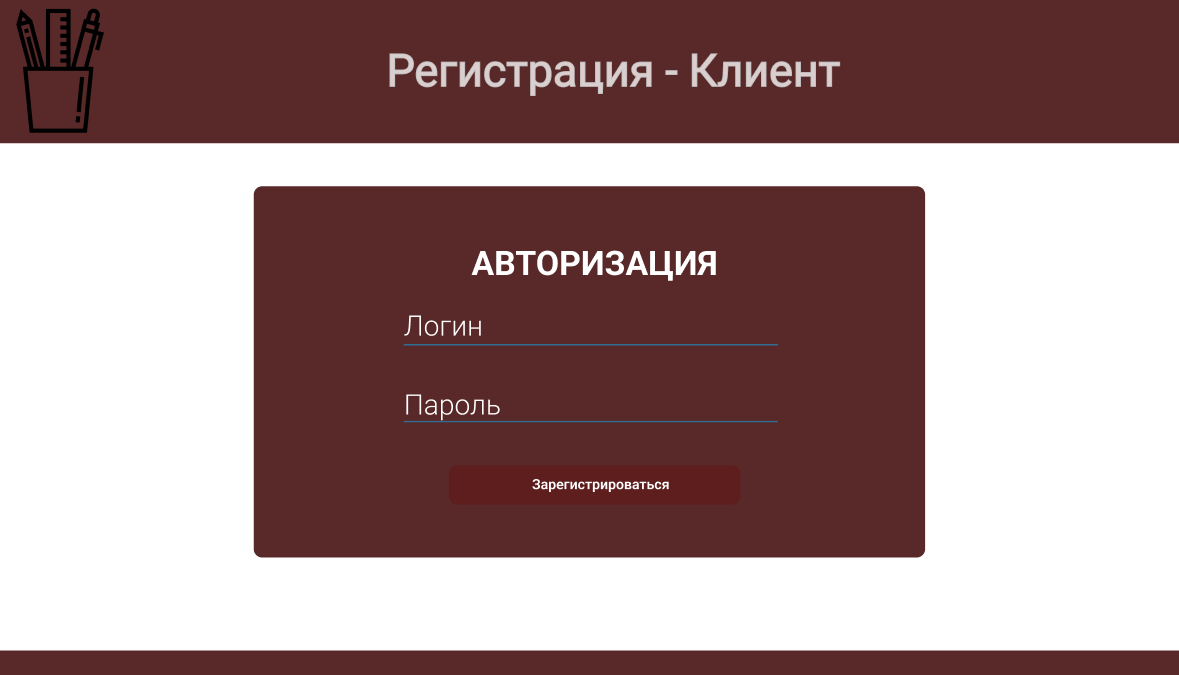 Регистрация - Клиент
АВТОРИЗАЦИЯ
Логин
Пароль
Зарегистрироваться